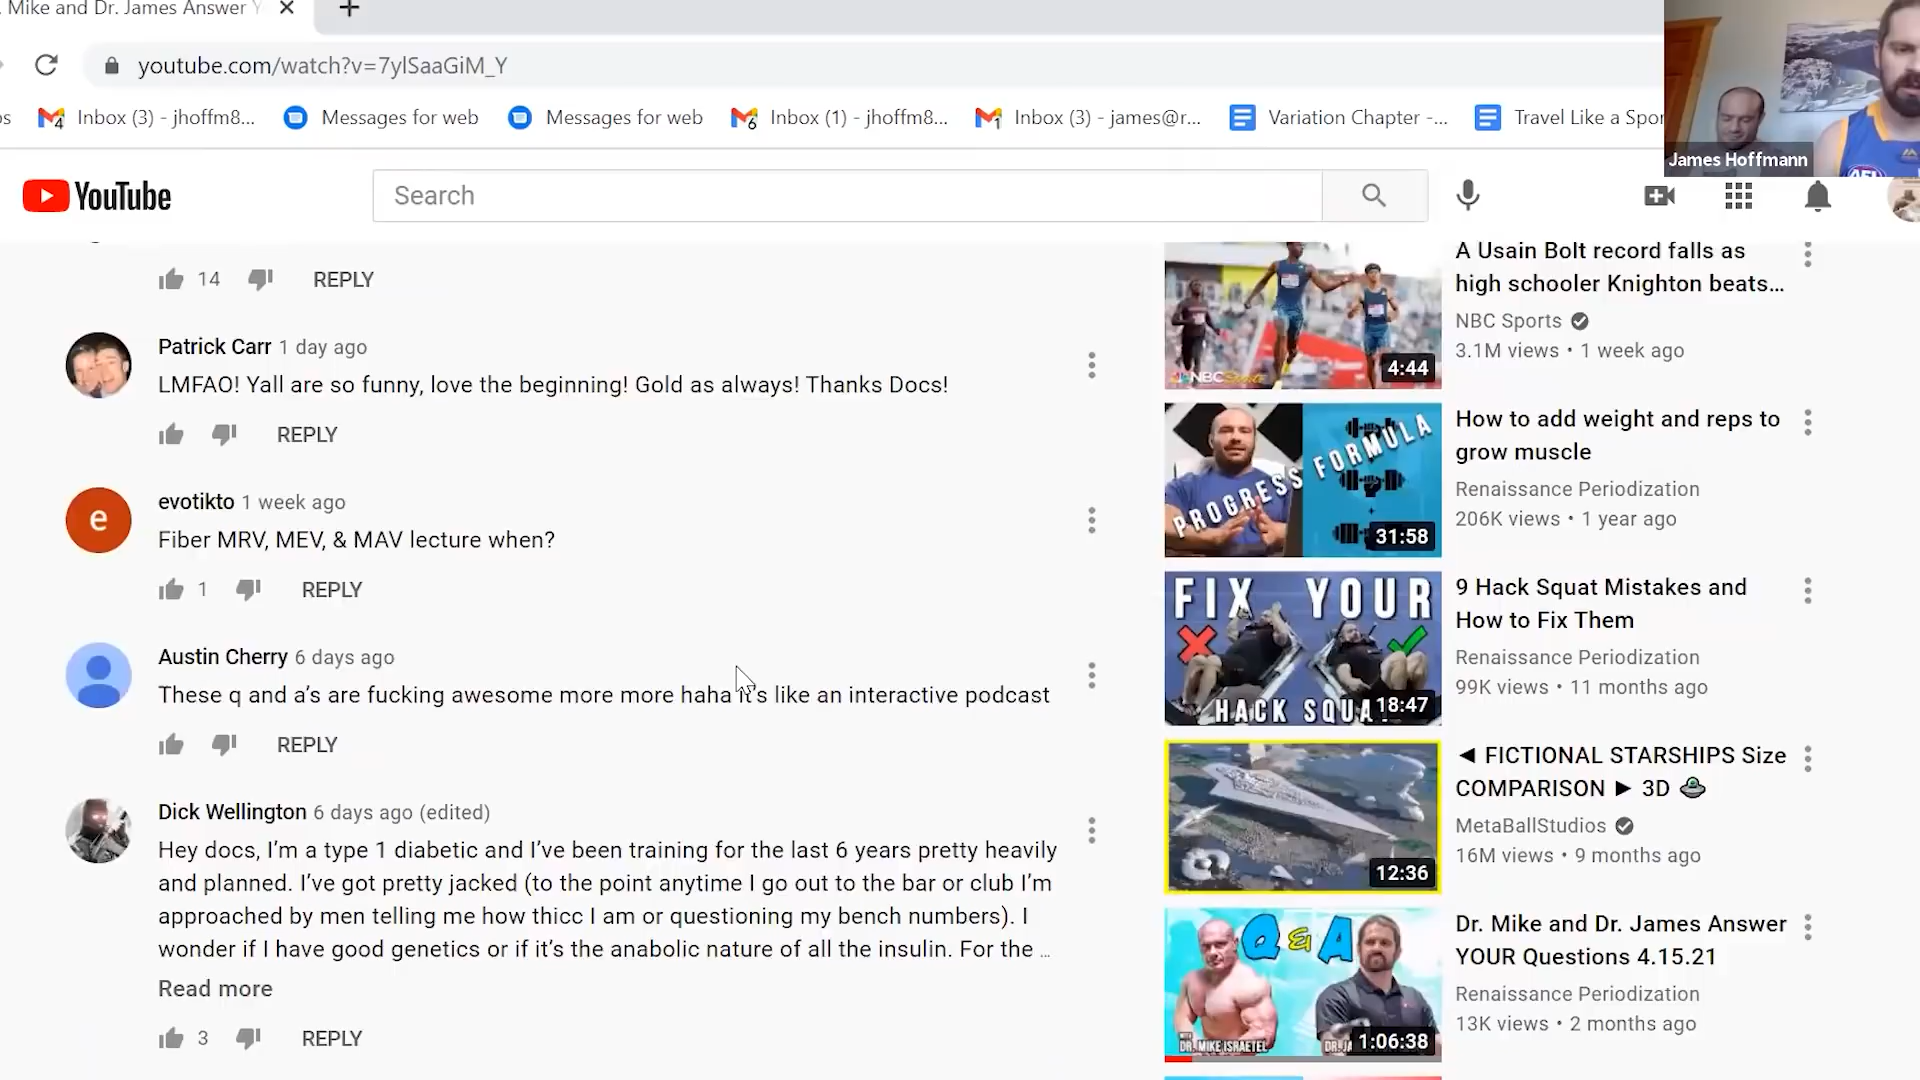 . Mike and Dr. James Answer Y
youtube.com/watch?v=7ylSaaGiM_Y
Inbox (3) - jhoffm8...
Messages for web
Messages for web
Inbox (1) - jhoffm8...
Inbox (3) - james@r...
Variation Chapter -...
Travel Like a Spor
James Hoffmann
YouTube
Search
14 REPLY
Patrick Carr 1 day ago
LMFAO! Yall are so funny, love the beginning! Gold as always! Thanks Docs!
REPLY
evotikto 1 week ago
e
Fiber MRV, MEV, & MAV lecture when?
1 REPLY
Austin Cherry 6 days ago
These q and a’s are fucking awesome more more haha it’s like an interactive podcast
REPLY
Dick Wellington 6 days ago (edited)
Hey docs, I’m a type 1 diabetic and I’ve been training for the last 6 years pretty heavily
and planned. I’ve got pretty jacked (to the point anytime I go out to the bar or club I’m
approached by men telling me how thicc I am or questioning my bench numbers). I
wonder if I have good genetics or if it’s the anabolic nature of all the insulin. For the ...
Read more
3 REPLY
A Usain Bolt record falls as
high schooler Knighton beats...
NBC Sports
3.1M views • 1 week ago
4:44
How to add weight and reps to
grow muscle
Renaissance Periodization
206K views • 1 year ago
PROGRESS FORMULA
31:58
9 Hack Squat Mistakes and
How to Fix Them
Renaissance Periodization
99K views • 11 months ago
FIX YOUR
HACK SQUA
18:47
◄ FICTIONAL STARSHIPS Size
COMPARISON ► 3D 🛸
MetaBallStudios
16M views • 9 months ago
12:36
Dr. Mike and Dr. James Answer
YOUR Questions 4.15.21
Renaissance Periodization
13K views • 2 months ago
Q & A
DR. MIKE ISRAETEL
1:06:38